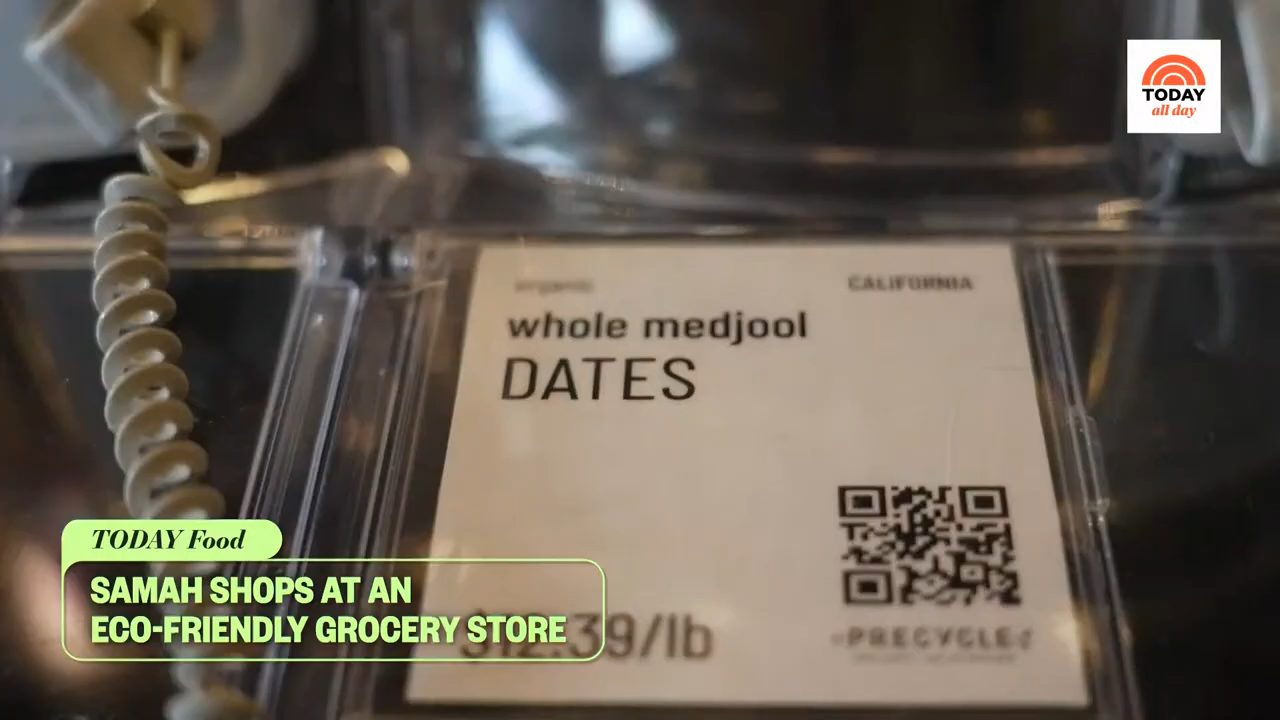 TODAY
all day
organic
CALIFORNIA
whole medjool
DATES
$12.39/lb
PRECYCLE
TODAY Food
SAMAH SHOPS AT AN
ECO-FRIENDLY GROCERY STORE